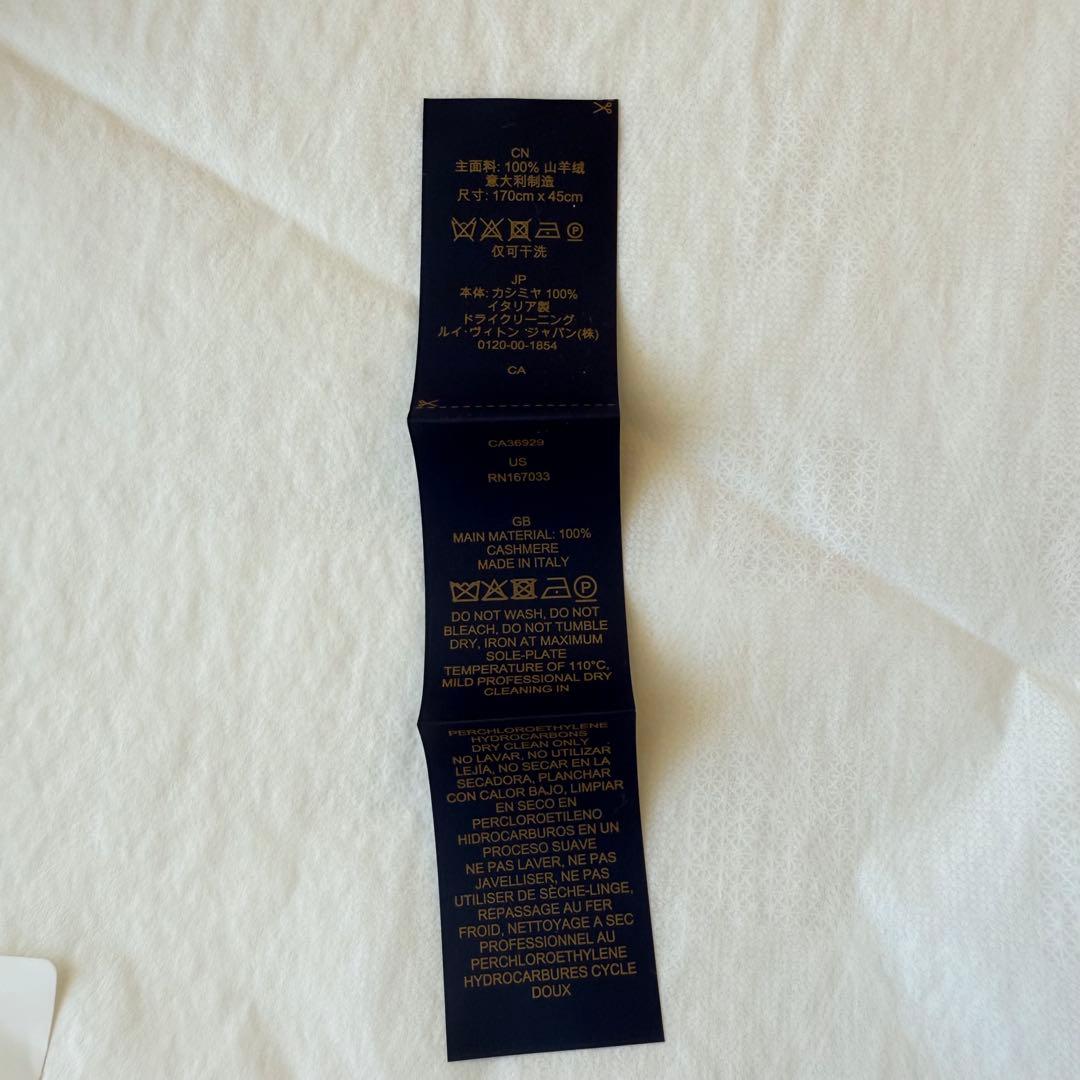 CN
主面料: 100% 山羊绒
意大利制造
尺寸: 170cm x 45cm
P
仅可干洗
JP
本体: カシミヤ 100%
イタリア製
ドライクリーニング
ルイ･ヴィトン ジャパン(株)
0120-00-1854
CA
CA36929
US
RN167033
GB
MAIN MATERIAL: 100%
CASHMERE
MADE IN ITALY
P
DO NOT WASH, DO NOT
BLEACH, DO NOT TUMBLE
DRY, IRON AT MAXIMUM
SOLE-PLATE
TEMPERATURE OF 110°C,
MILD PROFESSIONAL DRY
CLEANING IN
PERCHLOROETHYLENE
HYDROCARBONS
DRY CLEAN ONLY
NO LAVAR, NO UTILIZAR
LEJÍA, NO SECAR EN LA
SECADORA, PLANCHAR
CON CALOR BAJO, LIMPIAR
EN SECO EN
PERCLOROETILENO
HIDROCARBUROS EN UN
PROCESO SUAVE
NE PAS LAVER, NE PAS
JAVELLISER, NE PAS
UTILISER DE SÈCHE-LINGE,
REPASSAGE AU FER
FROID, NETTOYAGE A SEC
PROFESSIONNEL AU
PERCHLOROETHYLENE
HYDROCARBURES CYCLE
DOUX